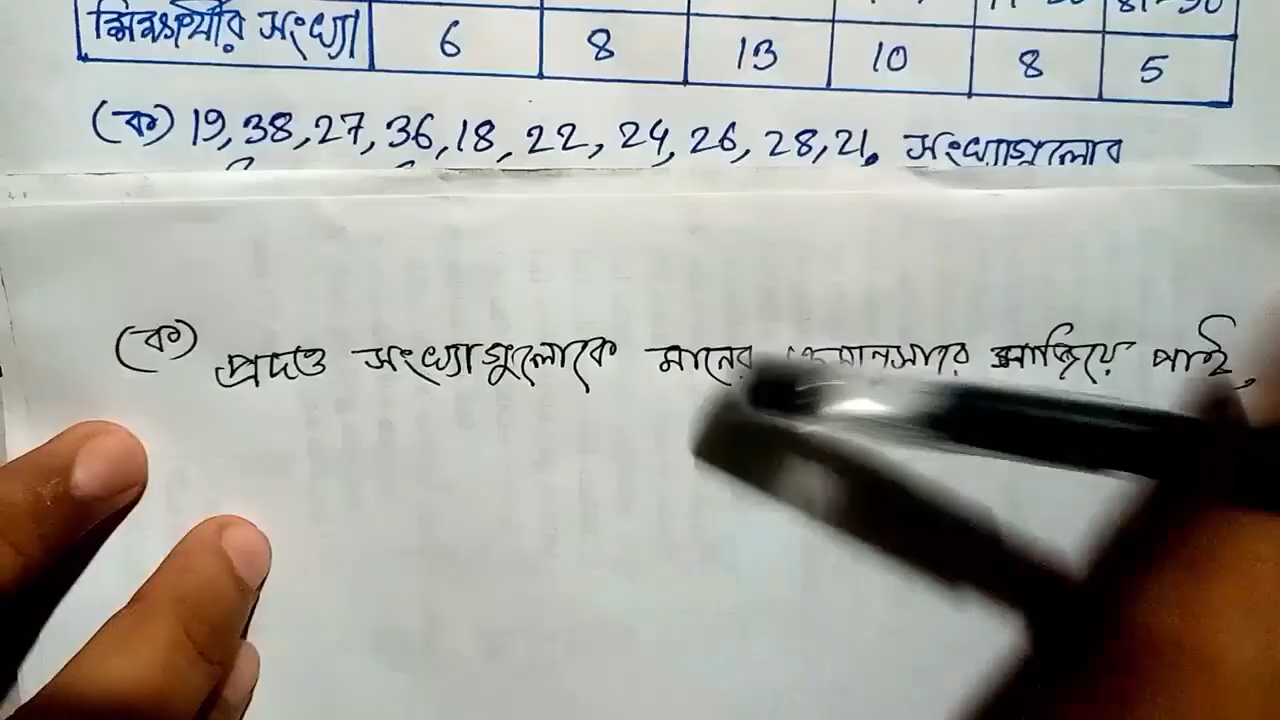 শিক্ষার্থীর সংখ্যা 6 8 13 10 8 5
(ক) 19, 38, 27, 36, 18, 22, 24, 26, 28, 21, সংখ্যাগুলোর
(ক) প্রদত্ত সংখ্যাগুলোকে মানের সাজিয়ে পাই,